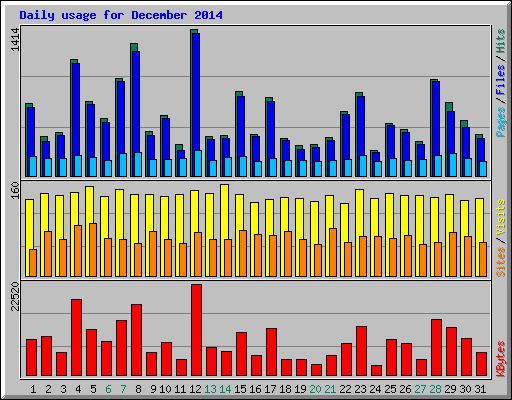 Daily usage for December 2014
1414
Pages / Files / Hits
160
Sites / Visits
22520
KBytes
1 2 3 4 5 6 7 8 9 10 11 12 13 14 15 16 17 18 19 20 21 22 23 24 25 26 27 28 29 30 31